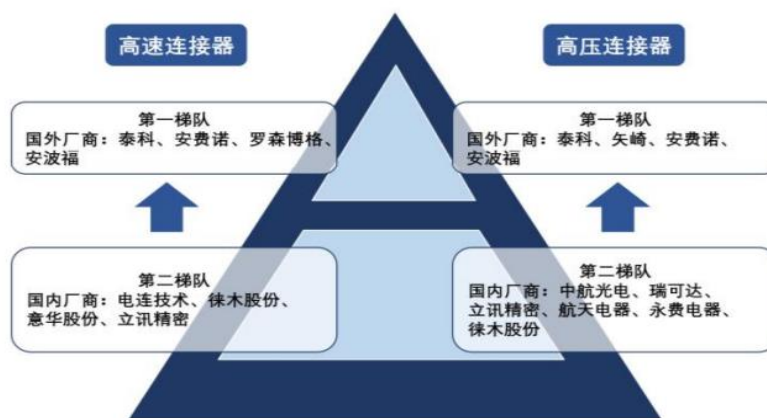 高速连接器
第一梯队
国外厂商：泰科、安费诺、罗森博格、
安波福
第二梯队
国内厂商：电连技术、徕木股份、
意华股份、立讯精密
高压连接器
第一梯队
国外厂商：泰科、矢崎、安费诺、
安波福
第二梯队
国内厂商：中航光电、瑞可达、
立讯精密、航天电器、永费电器、
徕木股份